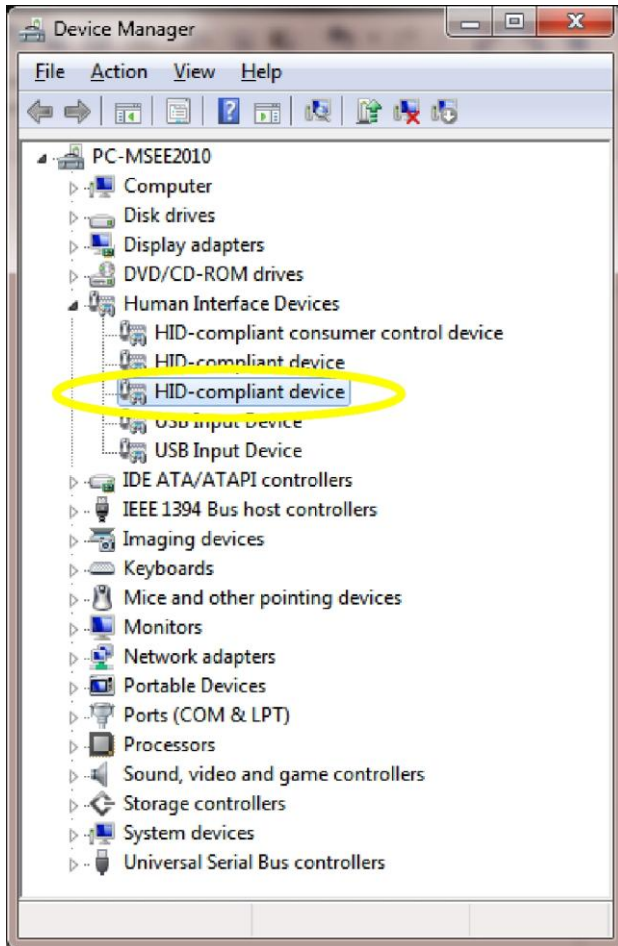 Device Manager
File Action View Help
PC-MSEE2010
Computer
Disk drives
Display adapters
DVD/CD-ROM drives
Human Interface Devices
HID-compliant consumer control device
HID-compliant device
HID-compliant device
USB Input Device
USB Input Device
IDE ATA/ATAPI controllers
IEEE 1394 Bus host controllers
Imaging devices
Keyboards
Mice and other pointing devices
Monitors
Network adapters
Portable Devices
Ports (COM & LPT)
Processors
Sound, video and game controllers
Storage controllers
System devices
Universal Serial Bus controllers